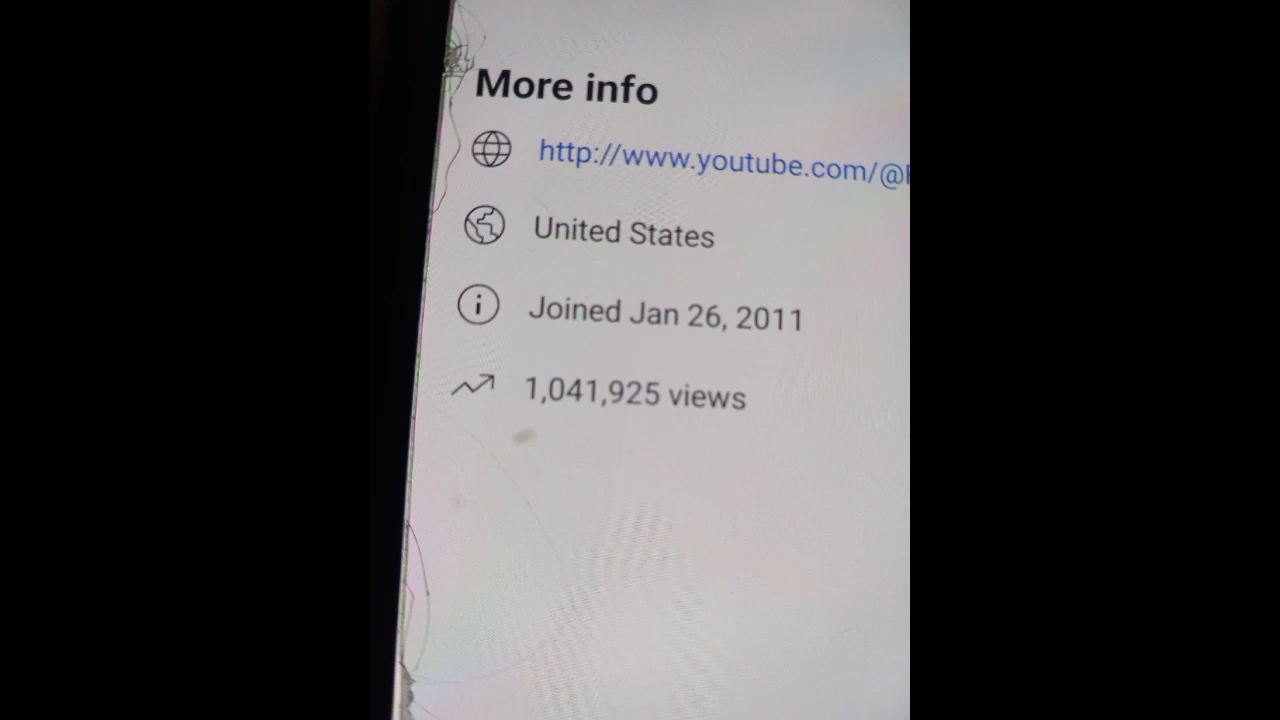 More info
http://www.youtube.com/@
United States
Joined Jan 26, 2011
1,041,925 views